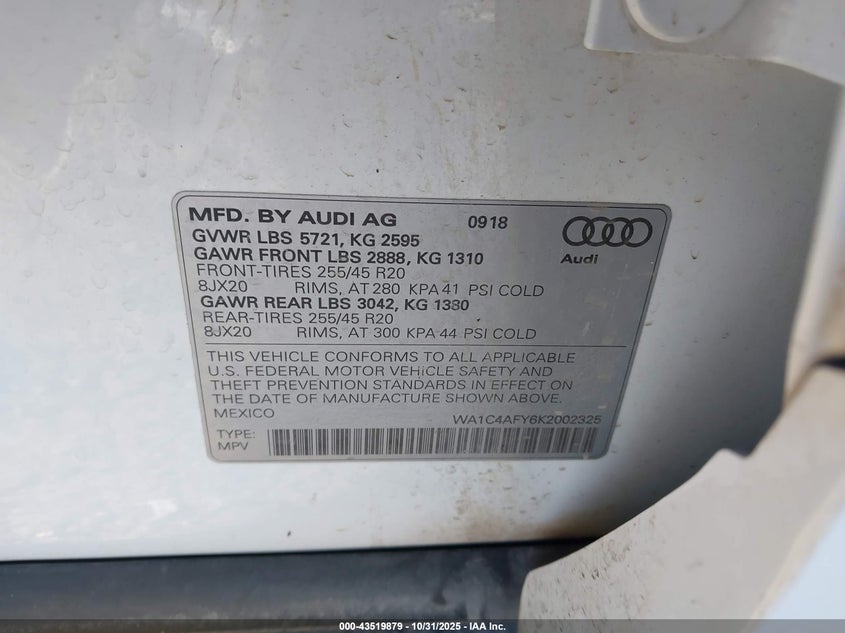 MFD. BY AUDI AG 0918
GVWR LBS 5721, KG 2595
GAWR FRONT LBS 2888, KG 1310
FRONT-TIRES 255/45 R20
8JX20 RIMS, AT 280 KPA 41 PSI COLD
GAWR REAR LBS 3042, KG 1380
REAR-TIRES 255/45 R20
8JX20 RIMS, AT 300 KPA 44 PSI COLD
Audi
THIS VEHICLE CONFORMS TO ALL APPLICABLE
U.S. FEDERAL MOTOR VEHICLE SAFETY AND
THEFT PREVENTION STANDARDS IN EFFECT ON
THE DATE OF MANUFACTURE SHOWN ABOVE.
MEXICO WA1C4AFY6K2002325
TYPE:
MPV
000-43519879 | 10/31/2025 | IAA Inc.